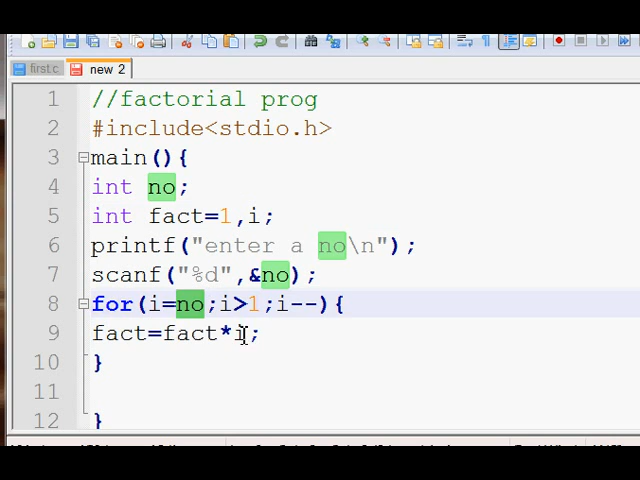 first.c new 2
1 //factorial prog
2 #include<stdio.h>
3 main(){
4 int no;
5 int fact=1,i;
6 printf("enter a no\n");
7 scanf("%d",&no);
8 for(i=no;i>1;i--){
9 fact=fact*i;
10 }
11
12 }